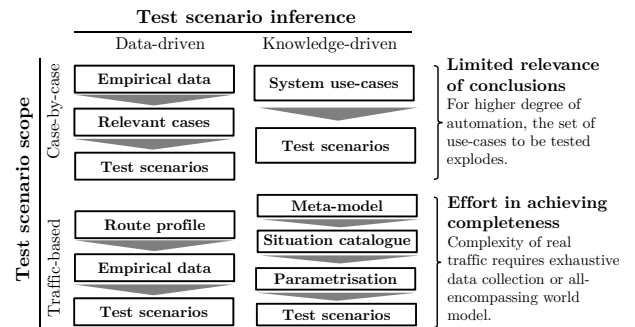 Test scenario inference
Data-driven
Knowledge-driven
Test scenario scope
Case-by-case
Empirical data
Relevant cases
Test scenarios
System use-cases
Test scenarios
Limited relevance
of conclusions
For higher degree of
automation, the set of
use-cases to be tested
explodes.
Traffic-based
Route profile
Empirical data
Test scenarios
Meta-model
Situation catalogue
Parametrisation
Test scenarios
Effort in achieving
completeness
Complexity of real
traffic requires exhaustive
data collection or all-
encompassing world
model.